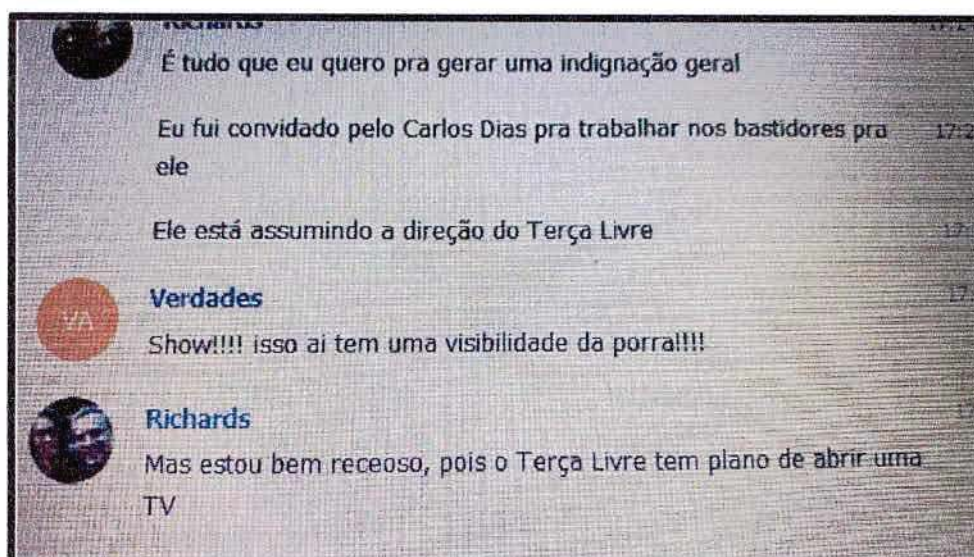 Richards
É tudo que eu quero pra gerar uma indignação geral
Eu fui convidado pelo Carlos Dias pra trabalhar nos bastidores pra
ele
Ele está assumindo a direção do Terça Livre
VA
Verdades
Show!!!! isso ai tem uma visibilidade da porra!!!!
Richards
Mas estou bem receoso, pois o Terça Livre tem plano de abrir uma
TV